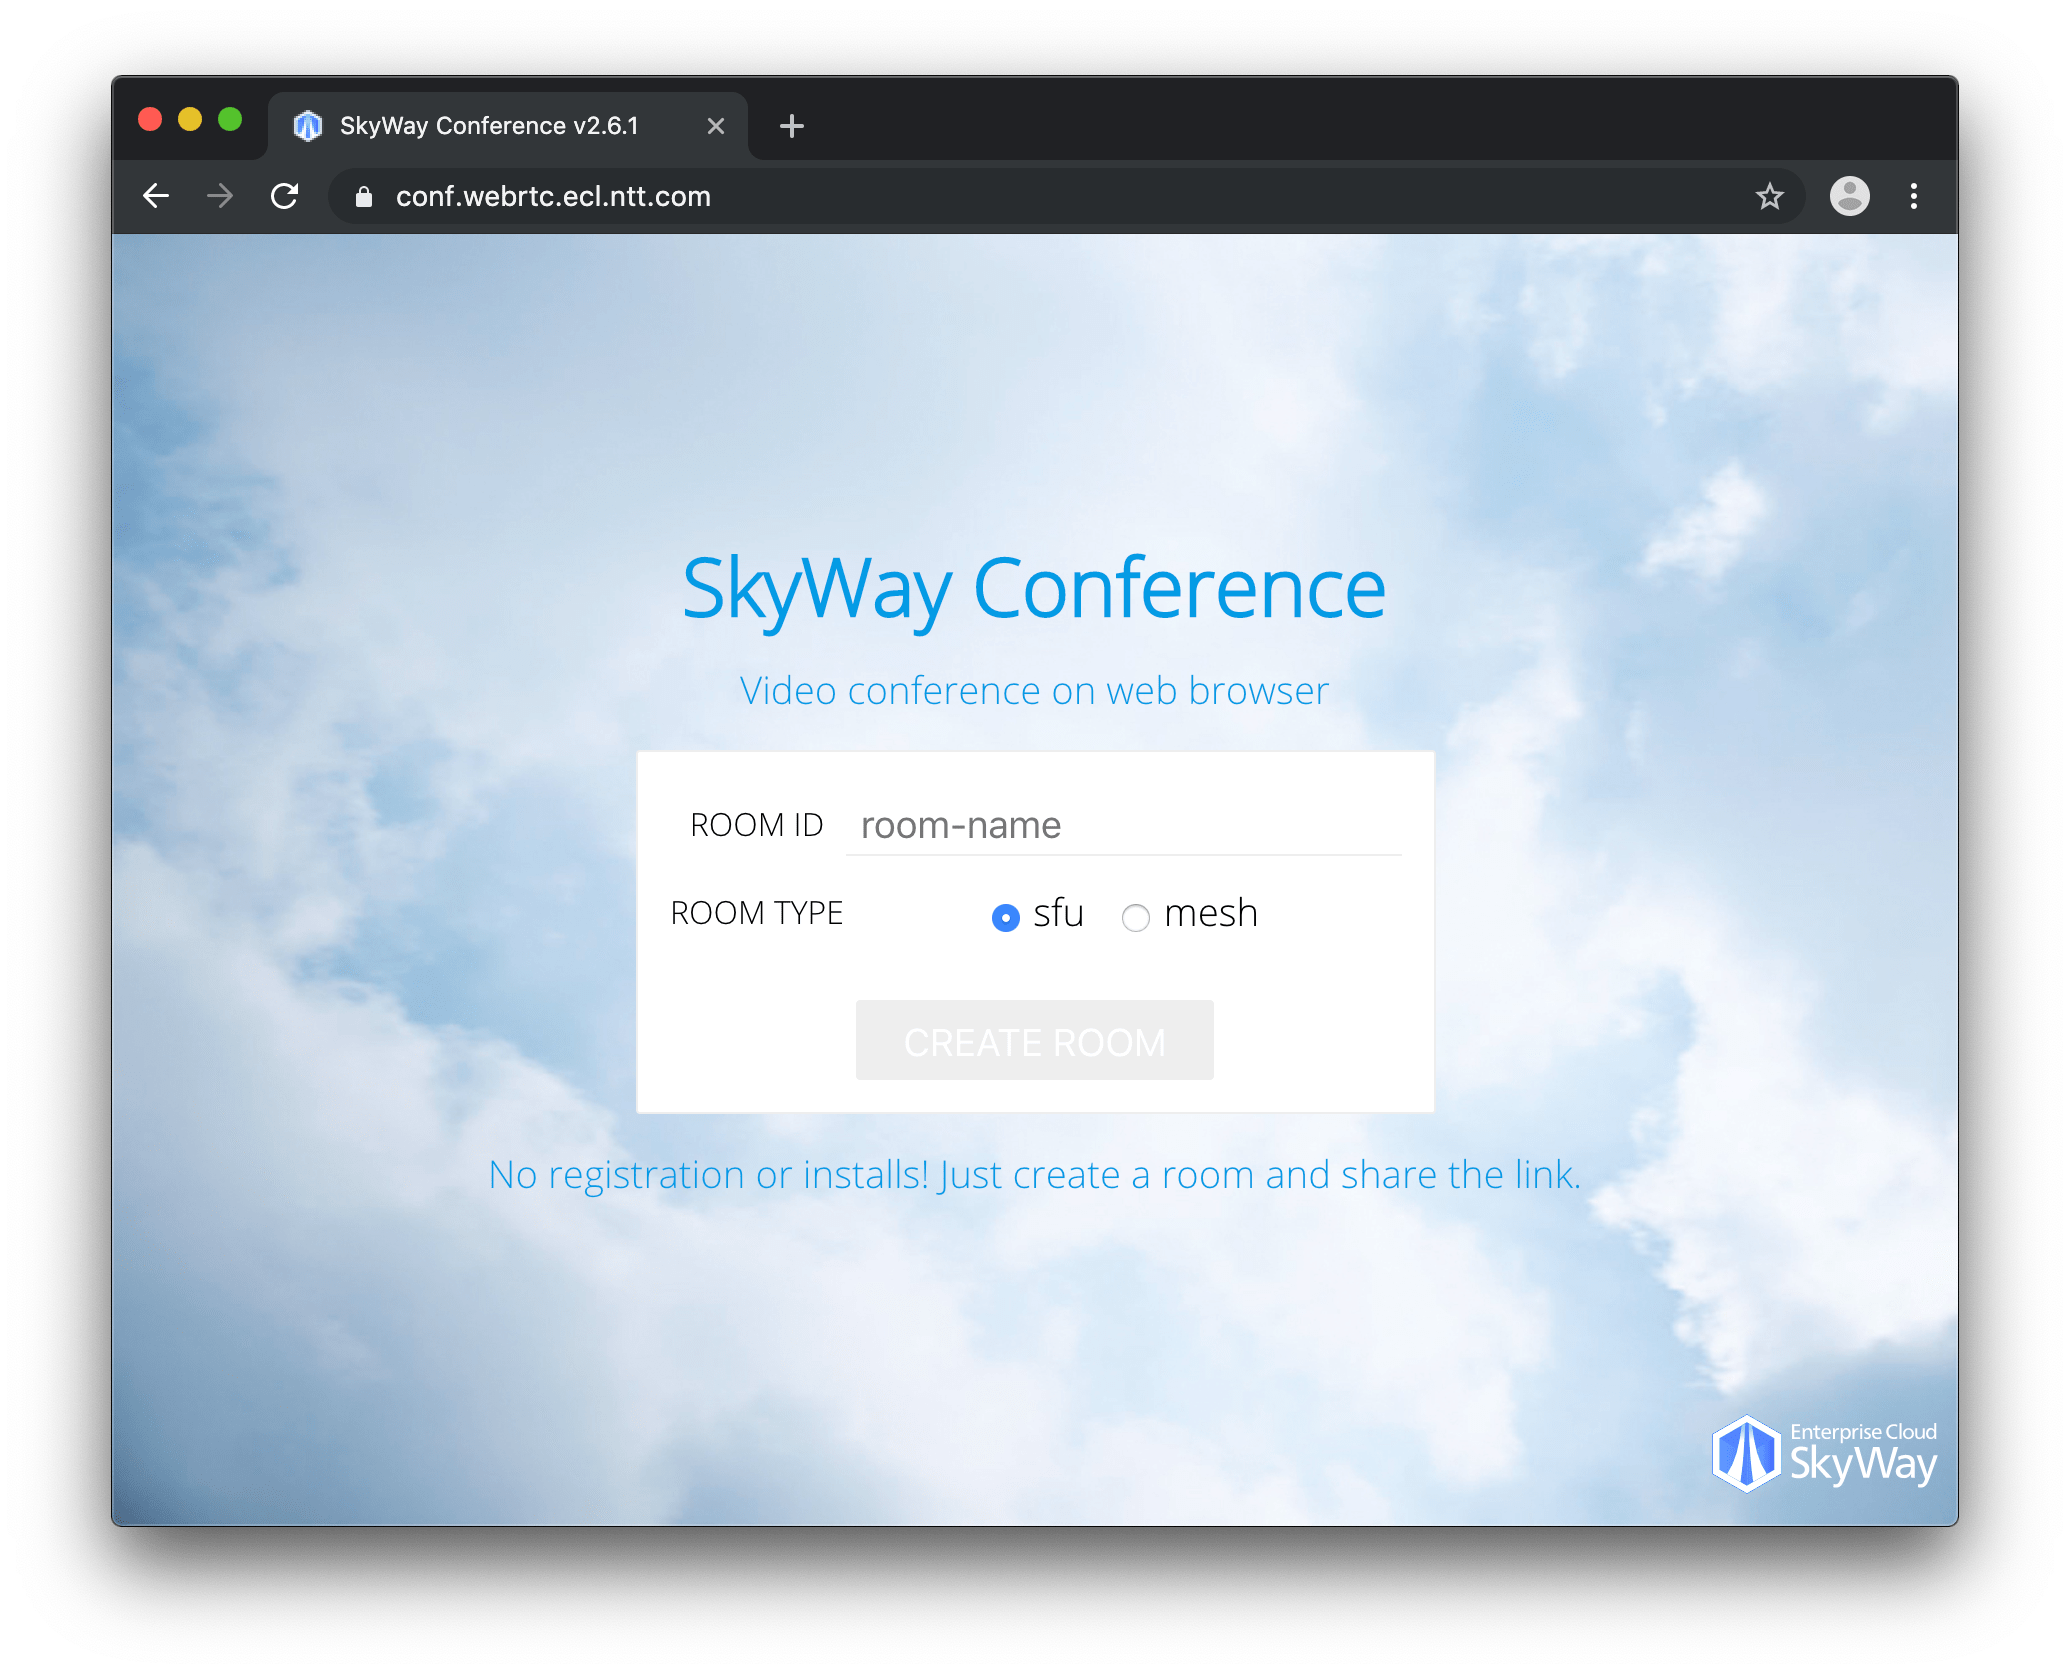 SkyWay Conference v2.6.1
conf.webrtc.ecl.ntt.com
SkyWay Conference
Video conference on web browser
ROOM ID room-name
ROOM TYPE sfu mesh
CREATE ROOM
No registration or installs! Just create a room and share the link.
Enterprise Cloud
SkyWay